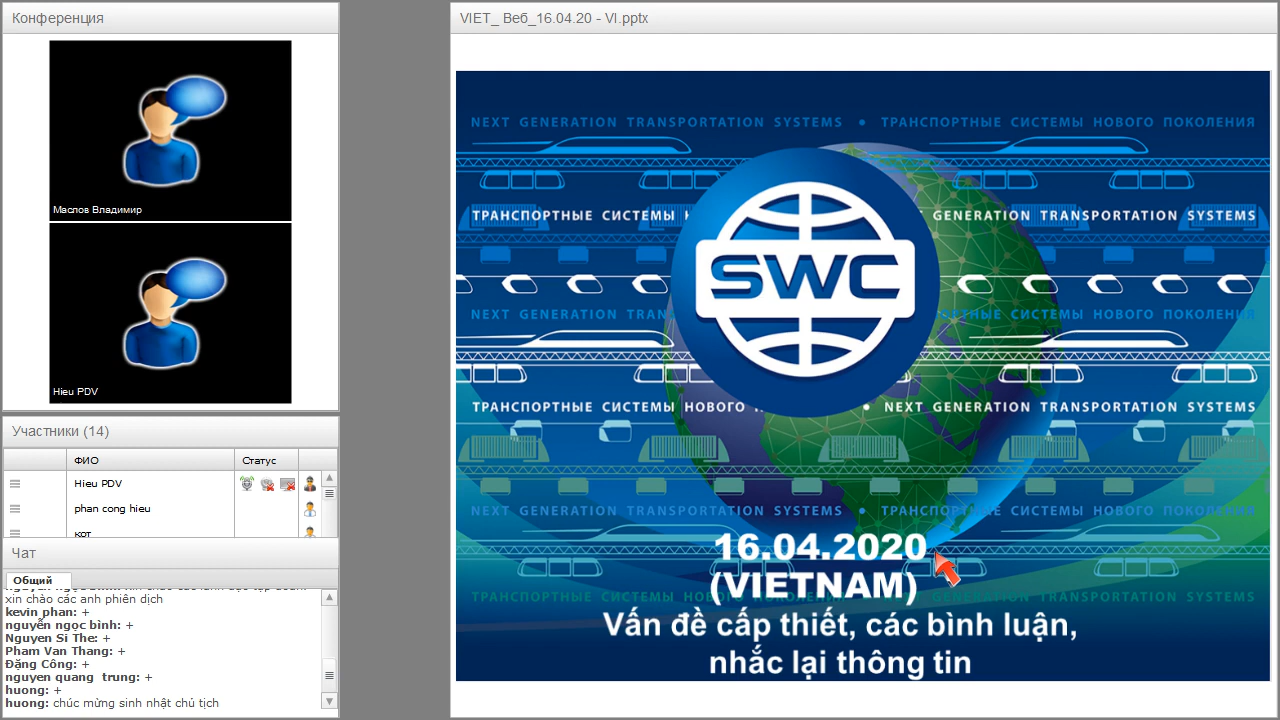 Конференция
Маслов Владимир
Hieu PDV
Участники (14)
ФИО
Статус
Hieu PDV
phan cong hieu
кот
Чат
Общий
xin chào các anh phiên dịch
kevin phan: +
nguyễn ngọc bình: +
Nguyen Si The: +
Pham Van Thang: +
Đặng Công: +
nguyen quang trung: +
huong: +
huong: chúc mừng sinh nhật chủ tịch
VIET_ Веб_16.04.20 - VI.pptx
NEXT GENERATION TRANSPORTATION SYSTEMS • ТРАНСПОРТНЫЕ СИСТЕМЫ НОВОГО ПОКОЛЕНИЯ
ТРАНСПОРТНЫЕ СИСТЕМЫ GENERATION TRANSPORTATION SYSTEMS
SWC
NEXT GENERATION СИСТЕМЫ НОВОГО ПОКОЛЕНИЯ
ТРАНСПОРТНЫЕ СИСТЕМЫ НОВОГО • NEXT GENERATION TRANSPORTATION SYSTEMS
NEXT GENERATION TRANSPORTATION SYSTEMS • ТРАНСПОРТНЫЕ СИСТЕМЫ НОВОГО ПОКОЛЕНИЯ
16.04.2020
(VIETNAM)
ТРАНСПОРТНЫЕ СИСТЕМЫ TRANSPORTATION SYSTEMS
Vấn đề cấp thiết, các bình luận,
nhắc lại thông tin